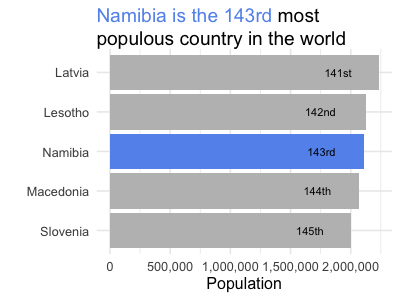 Namibia is the 143rd most
populous country in the world
Latvia 141st
Lesotho 142nd
Namibia 143rd
Macedonia 144th
Slovenia 145th
0 500,000 1,000,000 1,500,000 2,000,000
Population